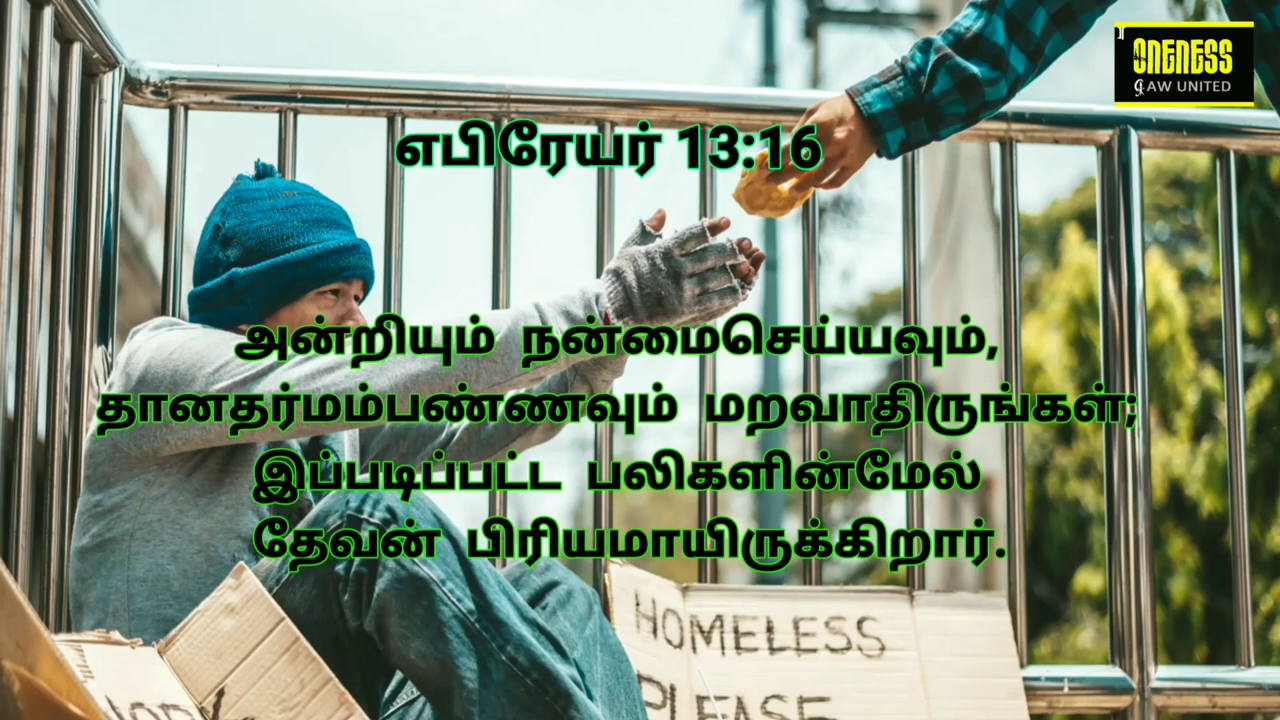 ONENESS
LAW UNITED
எபிரேயர் 13:16
அன்றியும் நன்மைசெய்யவும்,
தானதர்மம்பண்ணவும் மறவாதிருங்கள்;
இப்படிப்பட்ட பலிகளின்மேல்
தேவன் பிரியமாயிருக்கிறார்.
HOMELESS
PLEASE